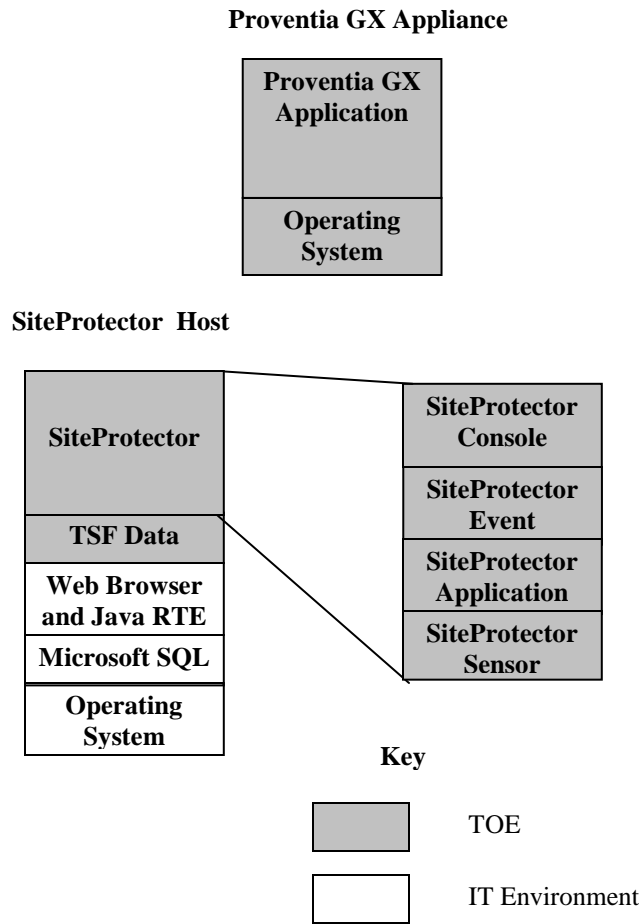 Proventia GX Appliance
Proventia GX
Application
Operating
System
SiteProtector Host
SiteProtector
TSF Data
Web Browser
and Java RTE
Microsoft SQL
Operating
System
SiteProtector
Console
SiteProtector
Event
SiteProtector
Application
SiteProtector
Sensor
Key
TOE
IT Environment